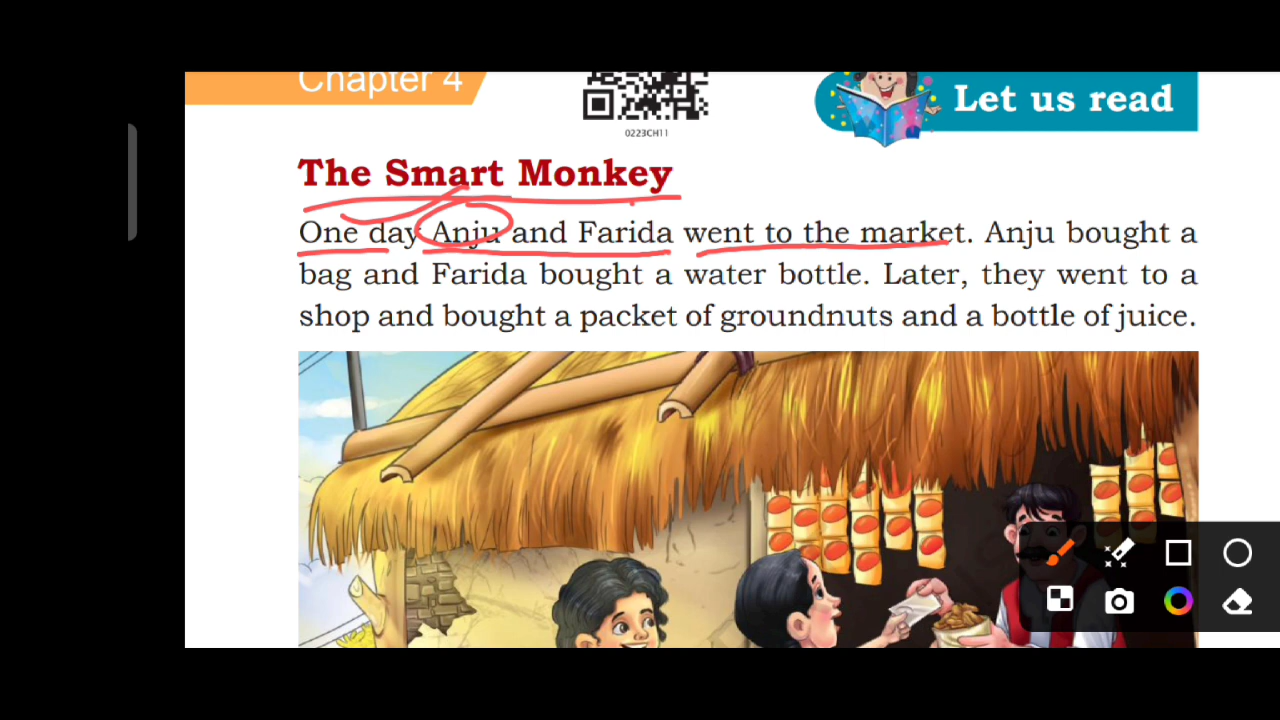 Chapter 4
0223CH11
Let us read
The Smart Monkey
One day Anju and Farida went to the market. Anju bought a
bag and Farida bought a water bottle. Later, they went to a
shop and bought a packet of groundnuts and a bottle of juice.